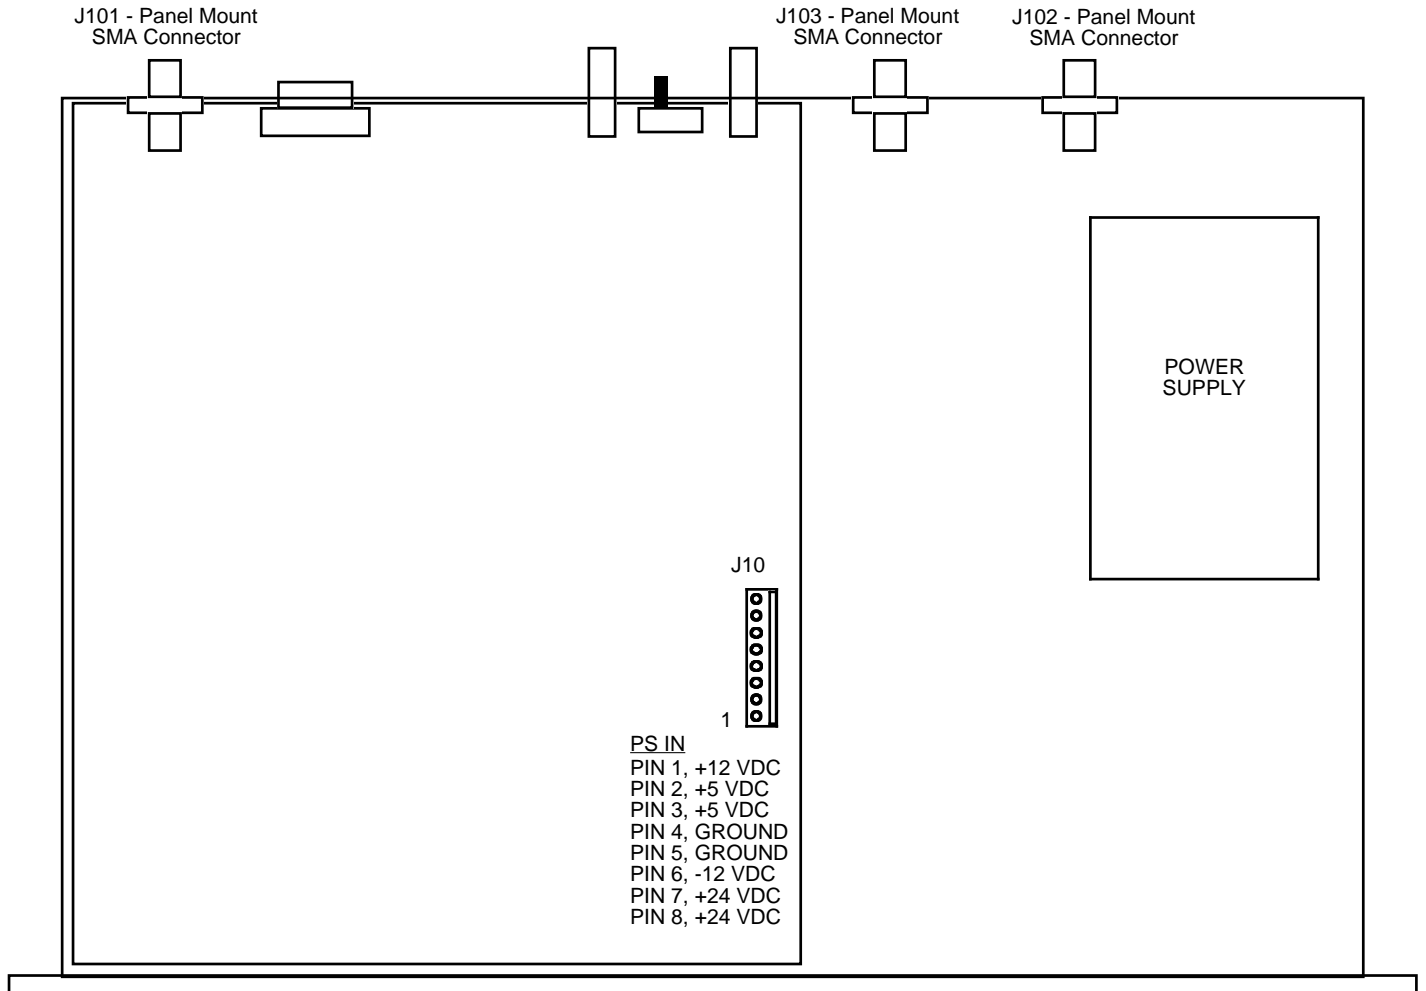 J101 - Panel Mount
SMA Connector
J103 - Panel Mount
SMA Connector
J102 - Panel Mount
SMA Connector
POWER
SUPPLY
J10
1
PS IN
PIN 1, +12 VDC
PIN 2, +5 VDC
PIN 3, +5 VDC
PIN 4, GROUND
PIN 5, GROUND
PIN 6, -12 VDC
PIN 7, +24 VDC
PIN 8, +24 VDC